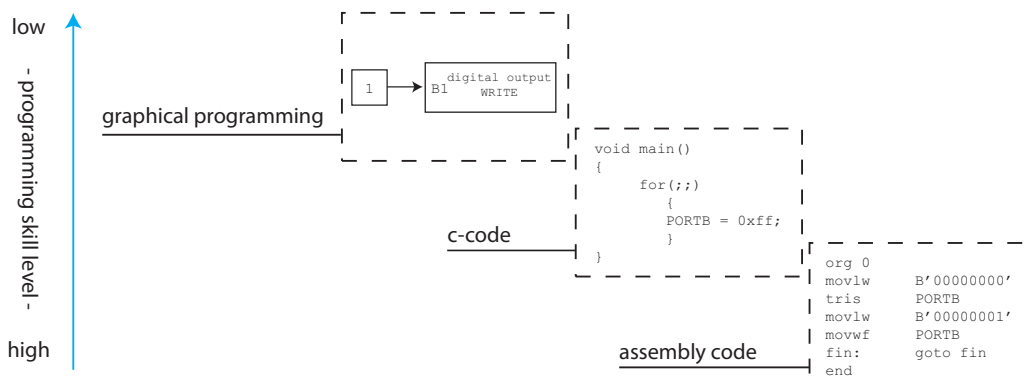 low
- programming skill level -
high
graphical programming
1
B1
digital output
WRITE
c-code
void main()
{
for(;;)
{
PORTB = 0xff;
}
}
assembly code
org 0
movlw B'00000000'
tris PORTB
movlw B'00000001'
movwf PORTB
fin: goto fin
end